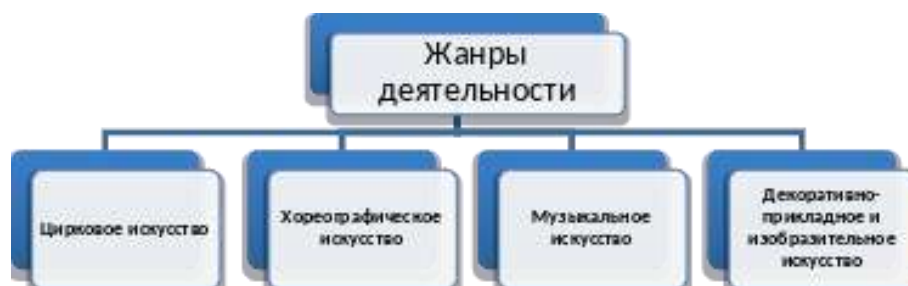 Жанры
деятельности
Цирковое искусство
Хореографическое
искусство
Музыкальное
искусство
Декоративно-
прикладное и
изобразительное
искусство